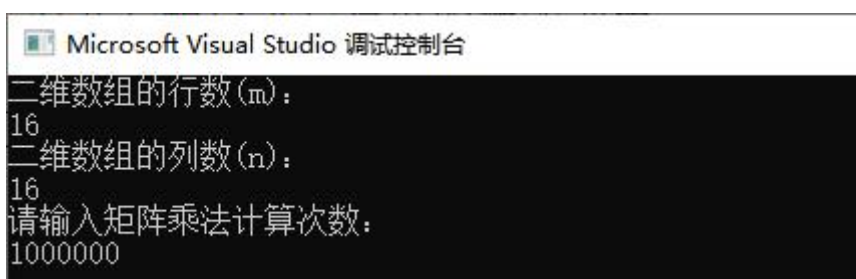 Microsoft Visual Studio 调试控制台
二维数组的行数(m)：
16
二维数组的列数(n)：
16
请输入矩阵乘法计算次数：
1000000